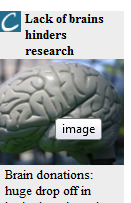 C Lack of brains
hinders
research
image
Brain donations:
huge drop off in